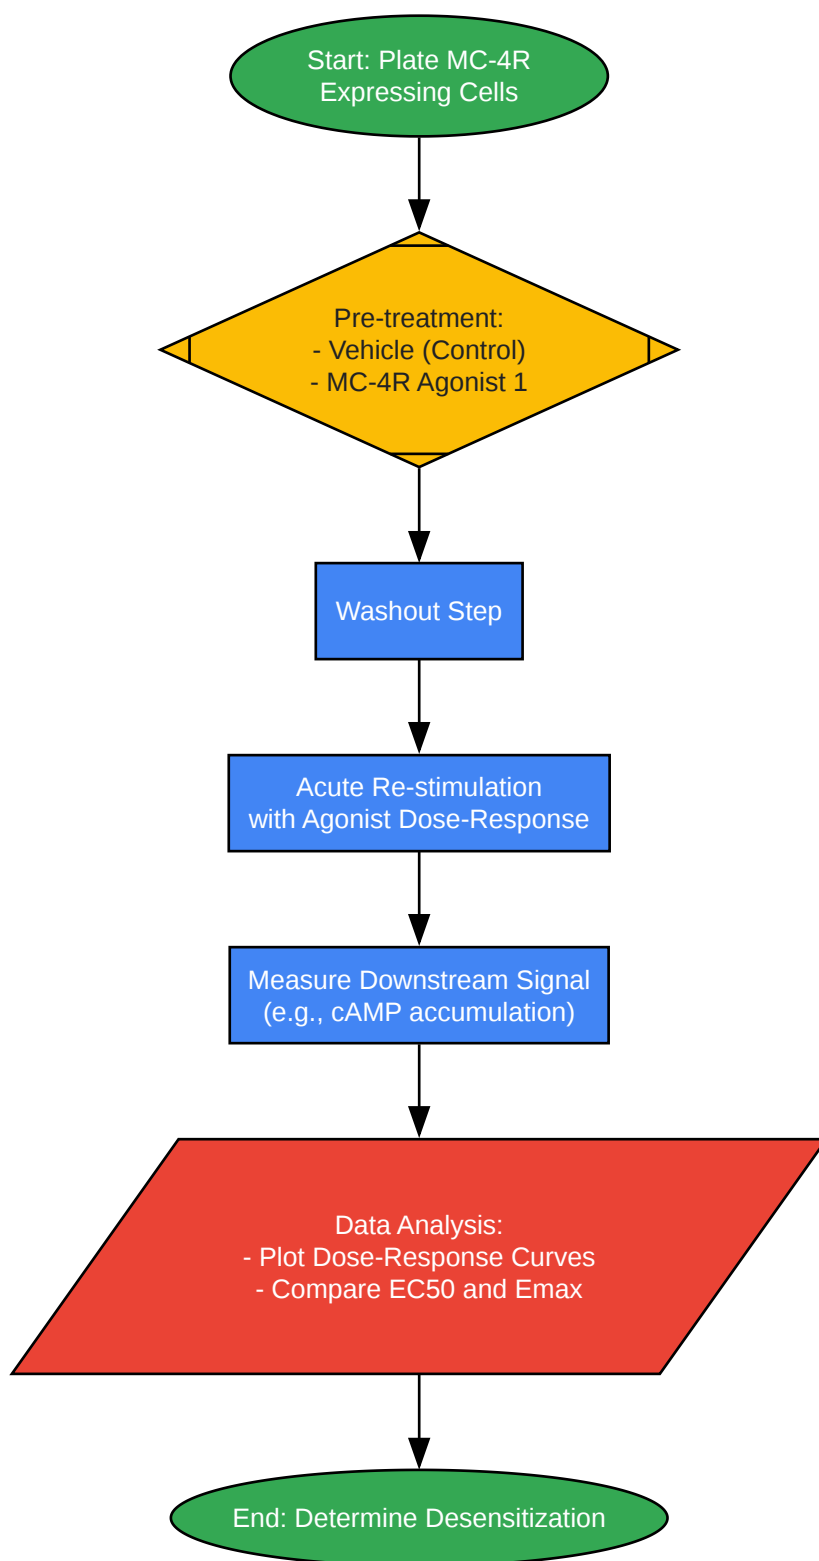 Start: Plate MC-4R
Expressing Cells
Pre-treatment:
- Vehicle (Control)
- MC-4R Agonist 1
Washout Step
Acute Re-stimulation
with Agonist Dose-Response
Measure Downstream Signal
(e.g., cAMP accumulation)
Data Analysis:
- Plot Dose-Response Curves
- Compare EC50 and Emax
End: Determine Desensitization